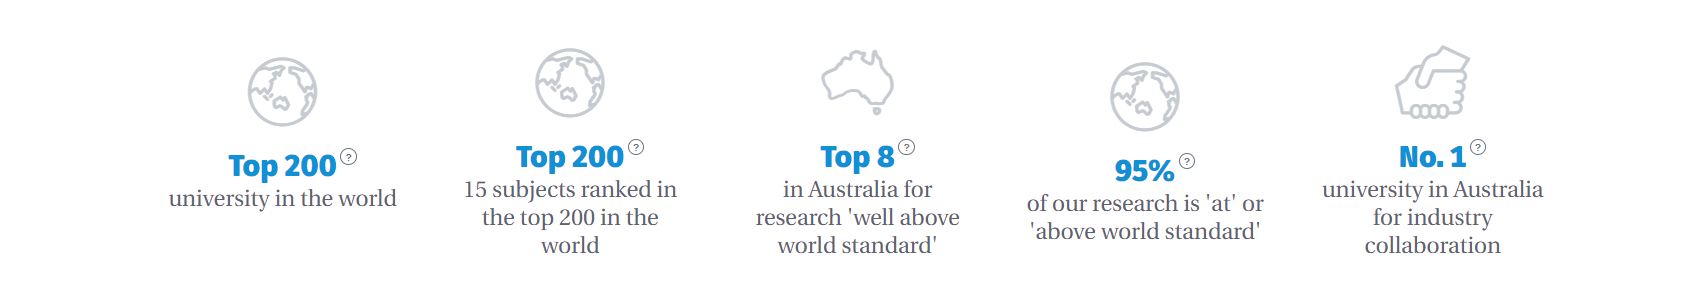 Top 200 ?
university in the world
Top 200 ?
15 subjects ranked in
the top 200 in the
world
Top 8 ?
in Australia for
research 'well above
world standard'
95% ?
of our research is 'at' or
'above world standard'
No. 1 ?
university in Australia
for industry
collaboration